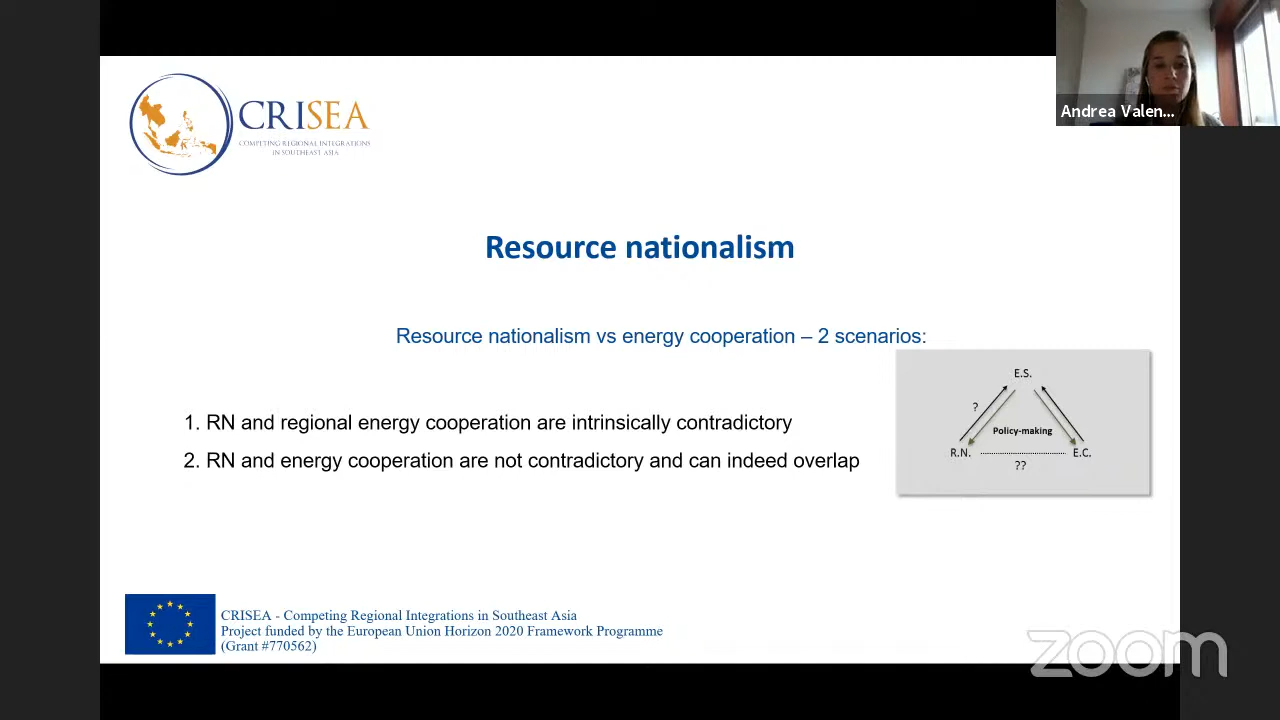 Andrea Valen...
CRISEA
COMPETING REGIONAL INTEGRATIONS
IN SOUTHEAST ASIA
Resource nationalism
Resource nationalism vs energy cooperation – 2 scenarios:
1. RN and regional energy cooperation are intrinsically contradictory
2. RN and energy cooperation are not contradictory and can indeed overlap
E.S.
?
Policy-making
R.N.
E.C.
??
CRISEA - Competing Regional Integrations in Southeast Asia
Project funded by the European Union Horizon 2020 Framework Programme
(Grant #770562)
zoom